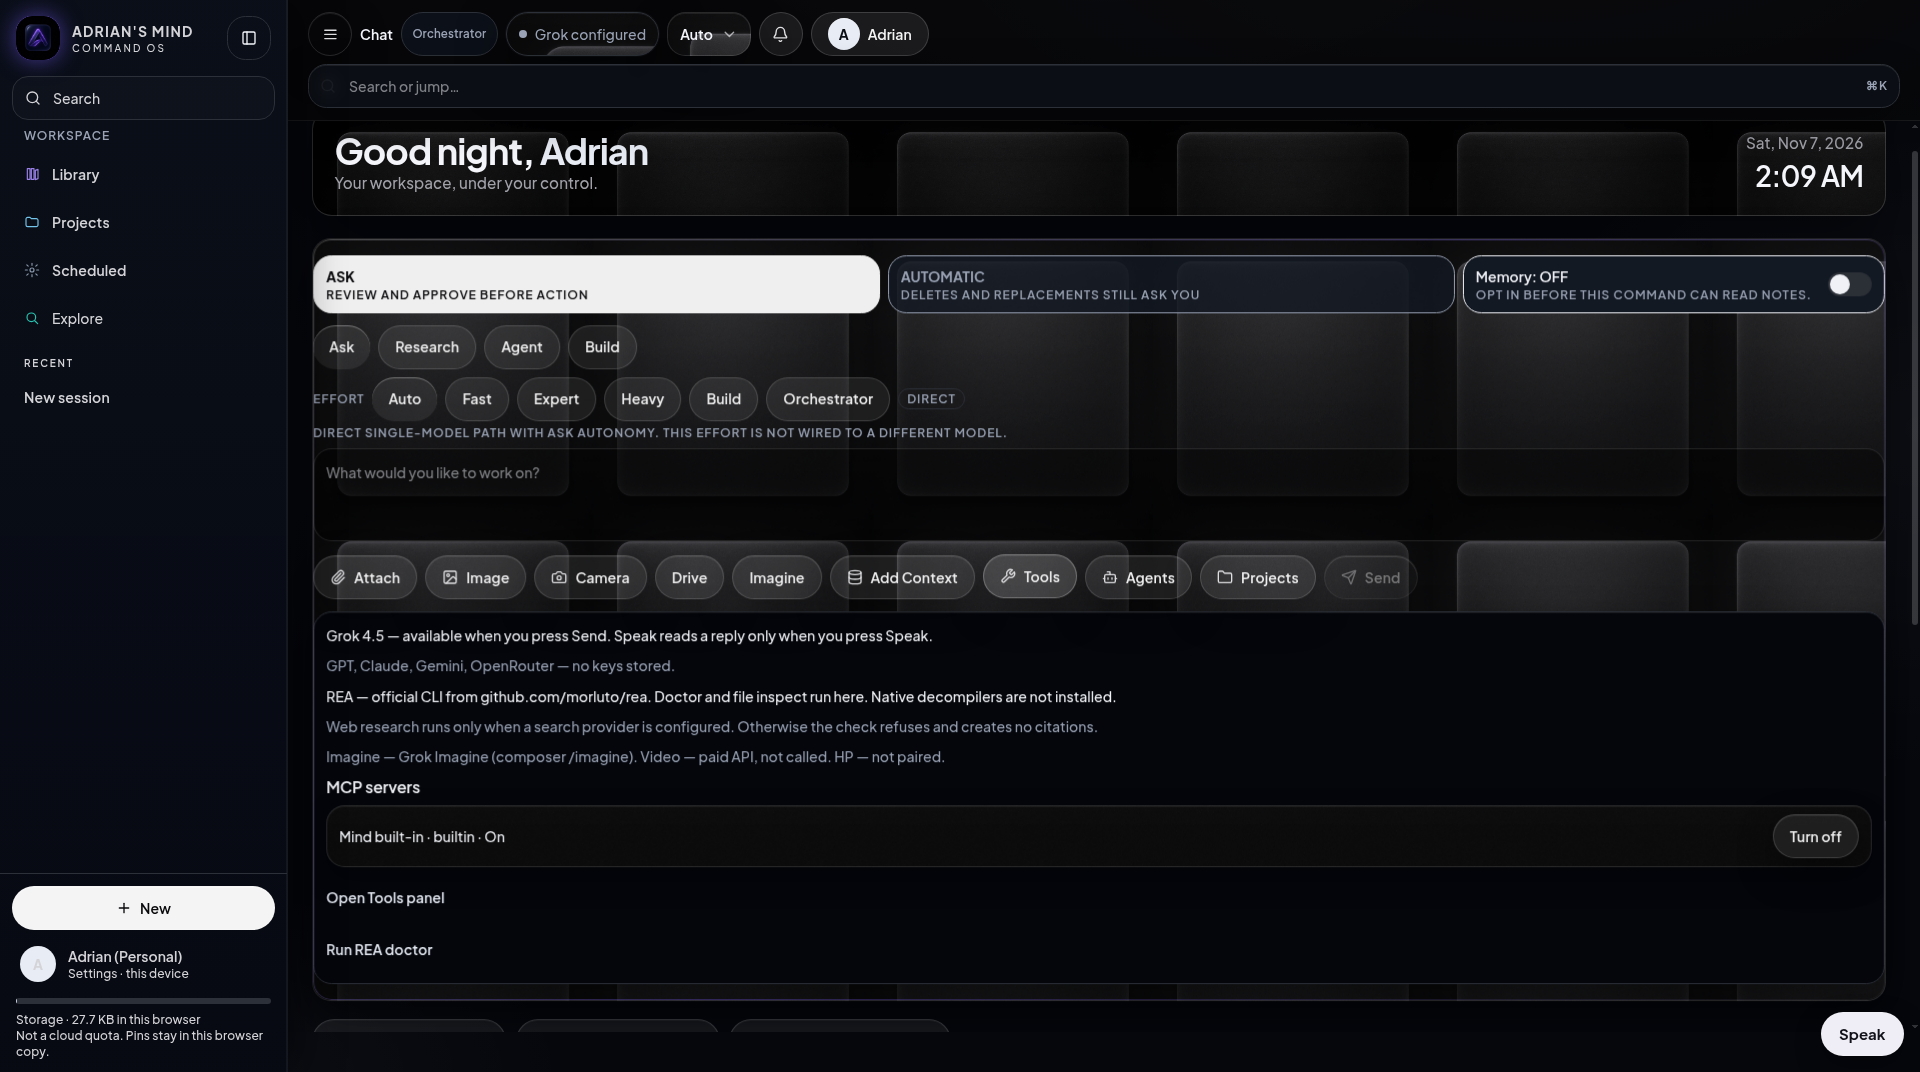 ADRIAN'S MIND
COMMAND OS
Search
WORKSPACE
Library
Projects
Scheduled
Explore
RECENT
New session
New
A
Adrian (Personal)
Settings · this device
Storage · 27.7 KB in this browser
Not a cloud quota. Pins stay in this browser
copy.
Chat
Orchestrator
Grok configured
Auto
A
Adrian
Search or jump…
⌘K
Good night, Adrian
Your workspace, under your control.
Sat, Nov 7, 2026
2:09 AM
ASK
REVIEW AND APPROVE BEFORE ACTION
AUTOMATIC
DELETES AND REPLACEMENTS STILL ASK YOU
Memory: OFF
OPT IN BEFORE THIS COMMAND CAN READ NOTES.
Ask Research Agent Build
EFFORT Auto Fast Expert Heavy Build Orchestrator DIRECT
DIRECT SINGLE-MODEL PATH WITH ASK AUTONOMY. THIS EFFORT IS NOT WIRED TO A DIFFERENT MODEL.
What would you like to work on?
Attach Image Camera Drive Imagine Add Context Tools Agents Projects Send
Grok 4.5 — available when you press Send. Speak reads a reply only when you press Speak.
GPT, Claude, Gemini, OpenRouter — no keys stored.
REA — official CLI from github.com/morluto/rea. Doctor and file inspect run here. Native decompilers are not installed.
Web research runs only when a search provider is configured. Otherwise the check refuses and creates no citations.
Imagine — Grok Imagine (composer /imagine). Video — paid API, not called. HP — not paired.
MCP servers
Mind built-in · builtin · On
Turn off
Open Tools panel
Run REA doctor
Speak